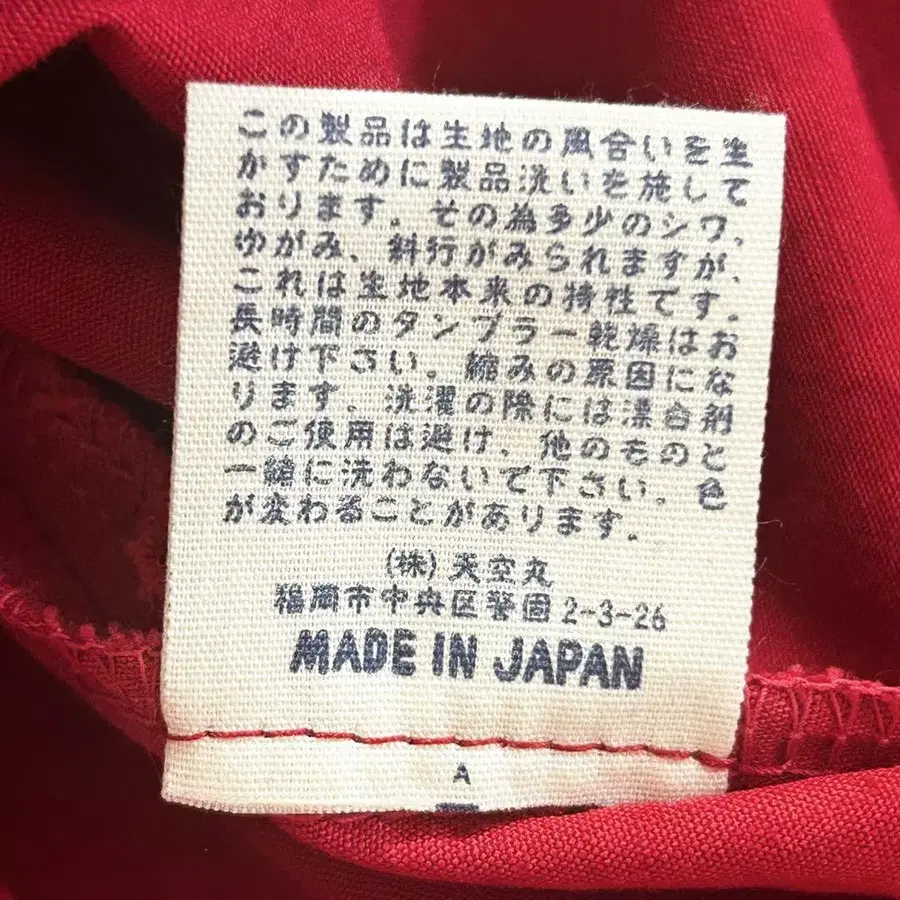 この製品は生地の風合いを生
かすために製品洗いを施して
おります。その為多少のシワ、
ゆがみ、斜行がみられますが、
これは生地本来の特性です。
長時間のタンブラー乾燥はお
避け下さい。縮みの原因にな
ります。洗濯の際には漂白剤
のご使用は避け、他のものと
一緒に洗わないで下さい。色
が変わることがあります。
(株)天空丸
福岡市中央区警固2-3-26
MADE IN JAPAN
A